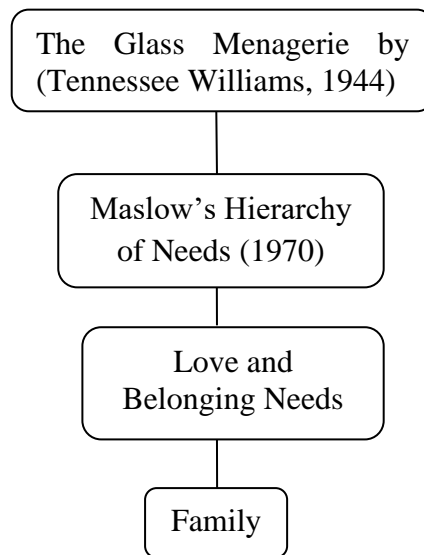 The Glass Menagerie by
(Tennessee Williams, 1944)
Maslow’s Hierarchy
of Needs (1970)
Love and
Belonging Needs
Family